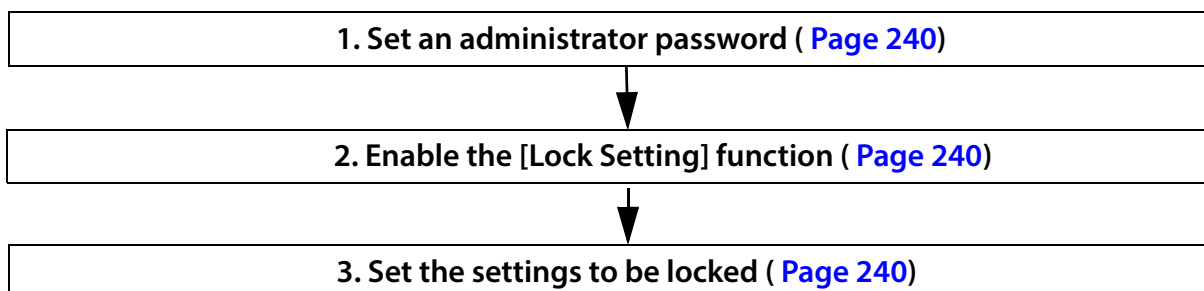 1. Set an administrator password ( Page 240)
2. Enable the [Lock Setting] function ( Page 240)
3. Set the settings to be locked ( Page 240)